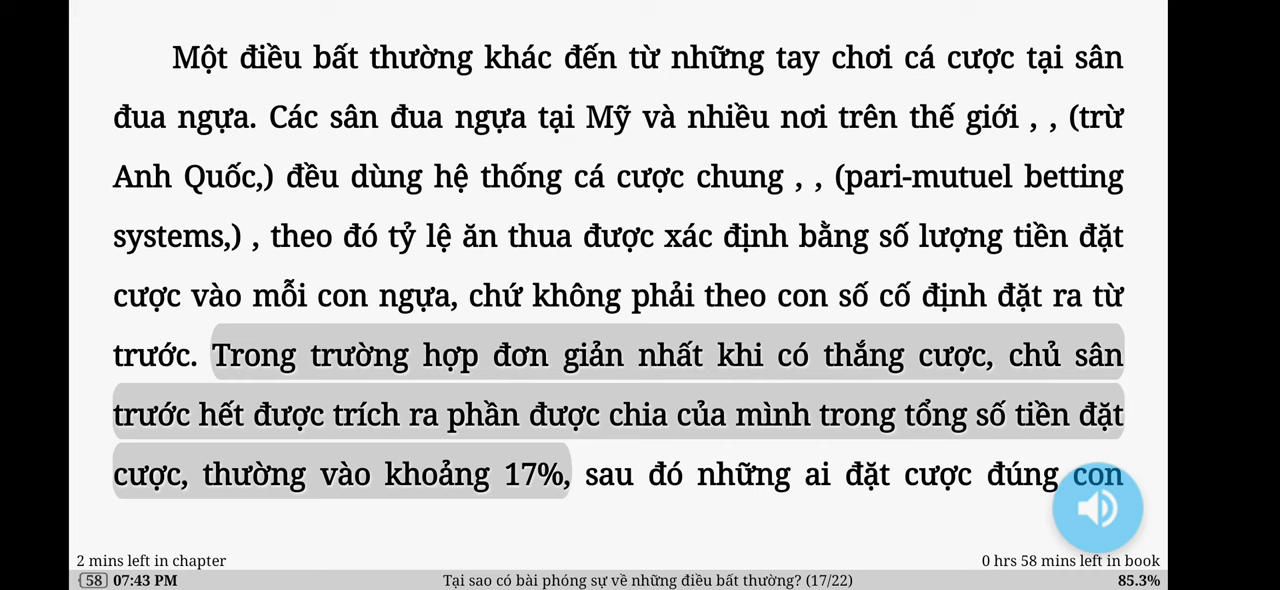 Một điều bất thường khác đến từ những tay chơi cá cược tại sân
đua ngựa. Các sân đua ngựa tại Mỹ và nhiều nơi trên thế giới , , (trừ
Anh Quốc,) đều dùng hệ thống cá cược chung , , (pari-mutuel betting
systems,) , theo đó tỷ lệ ăn thua được xác định bằng số lượng tiền đặt
cược vào mỗi con ngựa, chứ không phải theo con số cố định đặt ra từ
trước. Trong trường hợp đơn giản nhất khi có thắng cược, chủ sân
trước hết được trích ra phần được chia của mình trong tổng số tiền đặt
cược, thường vào khoảng 17%, sau đó những ai đặt cược đúng con
2 mins left in chapter
0 hrs 58 mins left in book
58 07:43 PM
Tại sao có bài phóng sự về những điều bất thường? (17/22)
85.3%